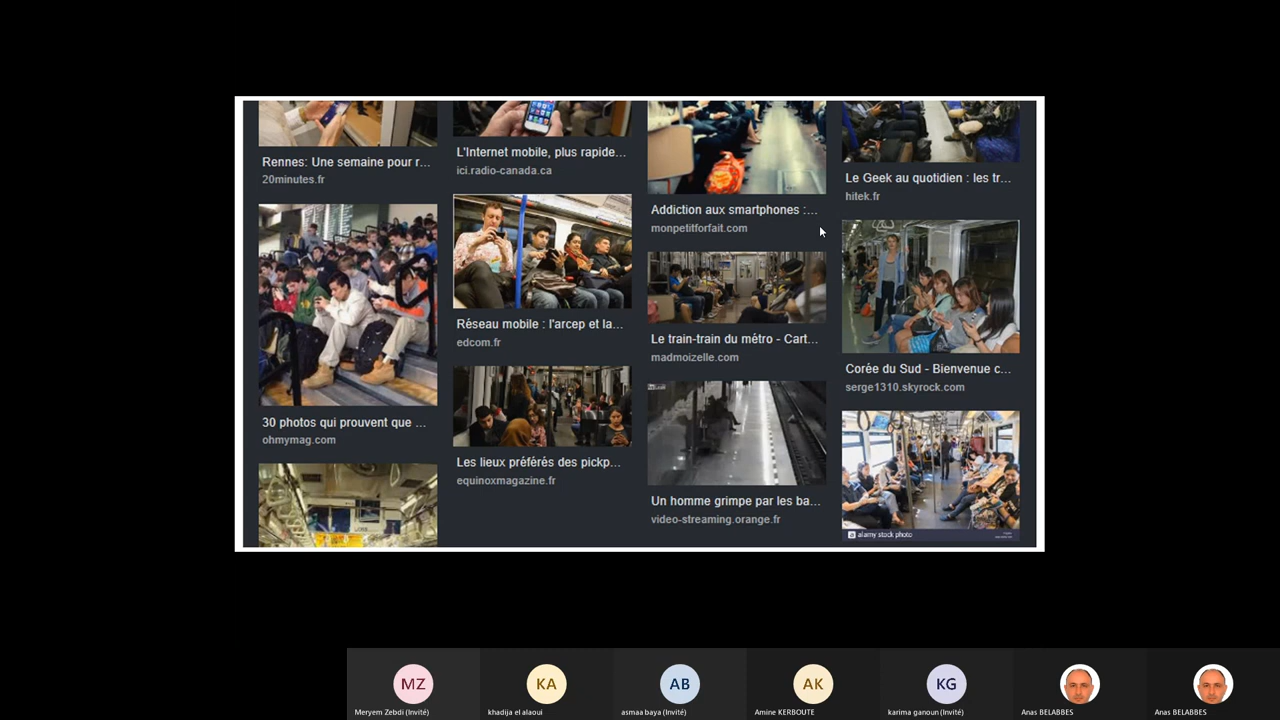 Rennes: Une semaine pour r...
20minutes.fr
30 photos qui prouvent que ...
ohmymag.com
L'Internet mobile, plus rapide...
ici.radio-canada.ca
Réseau mobile : l'arcep et la...
edcom.fr
Les lieux préférés des pickp...
equinoxmagazine.fr
Addiction aux smartphones :...
monpetitforfait.com
Le train-train du métro - Cart...
madmoizelle.com
Un homme grimpe par les ba...
video-streaming.orange.fr
Le Geek au quotidien : les tr...
hitek.fr
Corée du Sud - Bienvenue c...
serge1310.skyrock.com
a alamy stock photo
MZ
Meryem Zebdi (Invité)
KA
khadija el alaoui
AB
asmaa baya (Invité)
AK
Amine KERBOUTE
KG
karima ganoun (Invité)
Anas BELABBES
Anas BELABBES